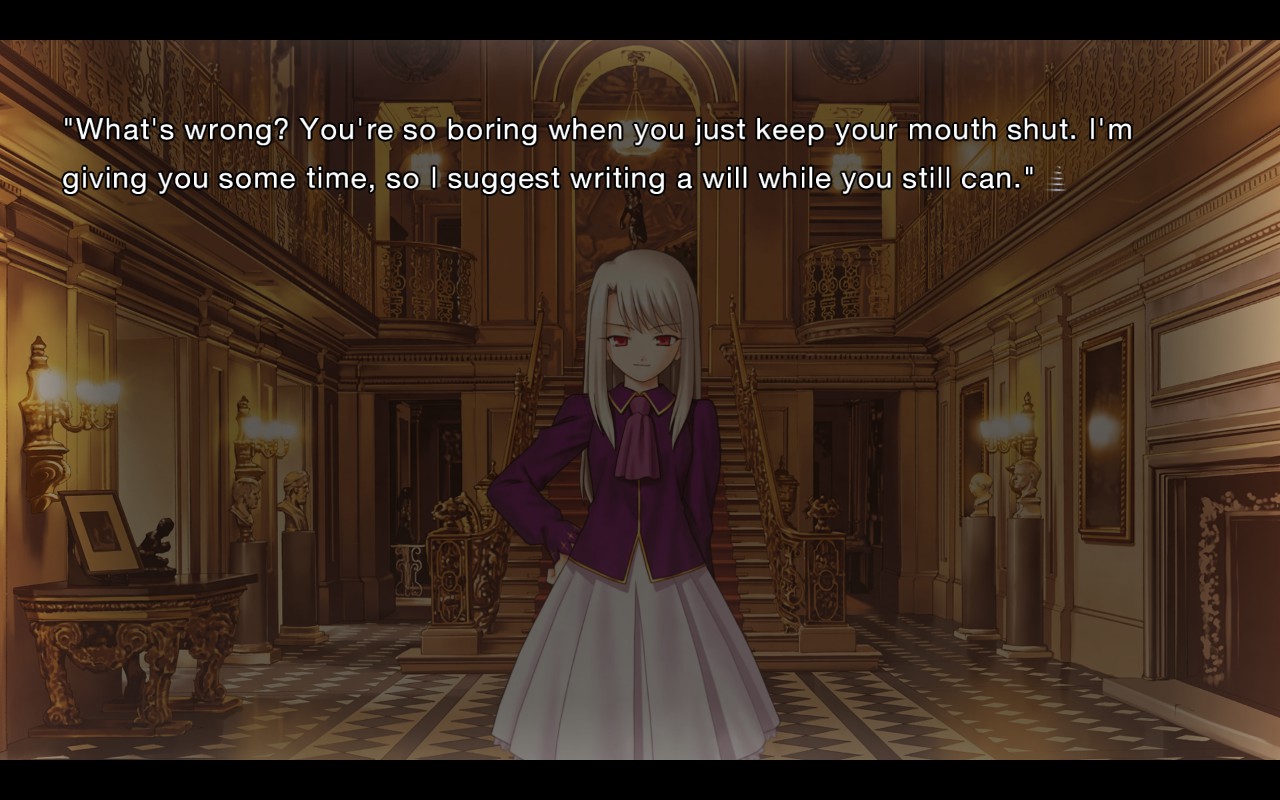 "What's wrong? You're so boring when you just keep your mouth shut. I'm
giving you some time, so I suggest writing a will while you still can."